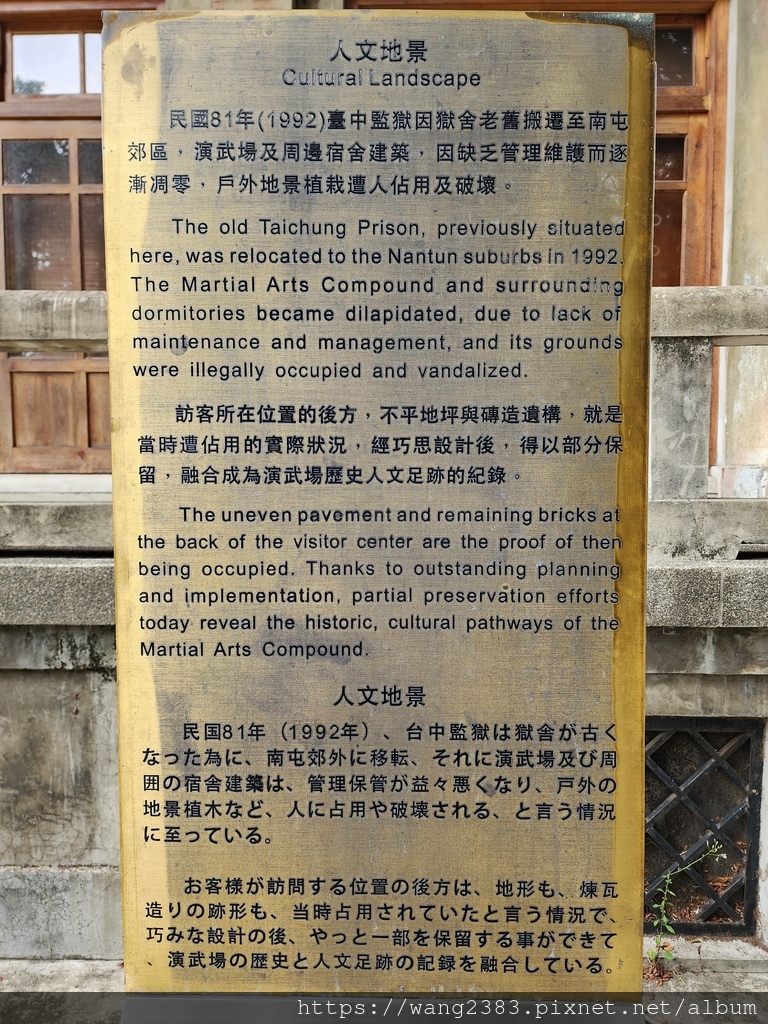 人文地景
Cultural Landscape
民國81年(1992)臺中監獄因獄舍老舊搬遷至南屯
郊區，演武場及周邊宿舍建築，因缺乏管理維護而逐
漸凋零，戶外地景植栽遭人佔用及破壞。
The old Taichung Prison, previously situated
here, was relocated to the Nantun suburbs in 1992.
The Martial Arts Compound and surrounding
dormitories became dilapidated, due to lack of
maintenance and management, and its grounds
were illegally occupied and vandalized.
訪客所在位置的後方，不平地坪與磚造遺構，就是
當時遭佔用的實際狀況，經巧思設計後，得以部分保
留，融合成為演武場歷史人文足跡的紀錄。
The uneven pavement and remaining bricks at
the back of the visitor center are the proof of then
being occupied. Thanks to outstanding planning
and implementation, partial preservation efforts
today reveal the historic, cultural pathways of the
Martial Arts Compound.
人文地景
民国81年（1992年）、台中監獄は獄舎が古く
なった為に、南屯郊外に移転、それに演武場及び周
囲の宿舎建築は、管理保管が益々悪くなり、戸外の
地景植木など、人に占用や破壊される、と言う情況
に至っている。
お客様が訪問する位置の後方は、地形も、煉瓦
造りの跡形も、当時占用されていたと言う情況で、
巧みな設計の後、やっと一部を保留する事ができて
、演武場の歴史と人文足跡の記録を融合している。
https://wang2383.pixnet.net/album